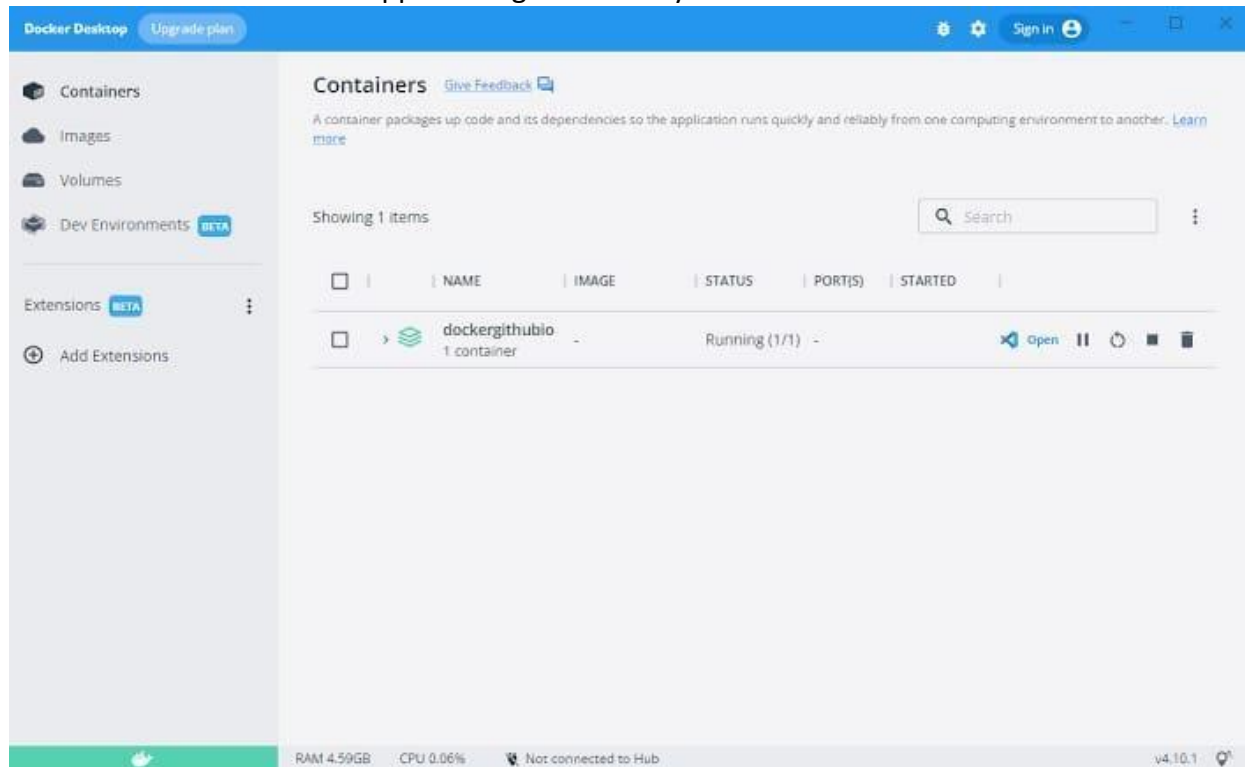 Docker Desktop Upgrade plan Sign in
Containers
Images
Volumes
Dev Environments BETA
Extensions BETA
Add Extensions
Containers Give Feedback
A container packages up code and its dependencies so the application runs quickly and reliably from one computing environment to another. Learn
more
Showing 1 items
Search
NAME IMAGE STATUS PORT(S) STARTED
dockergithubio - Running (1/1) - Open
1 container
RAM 4.59GB CPU 0.06% Not connected to Hub v4.10.1